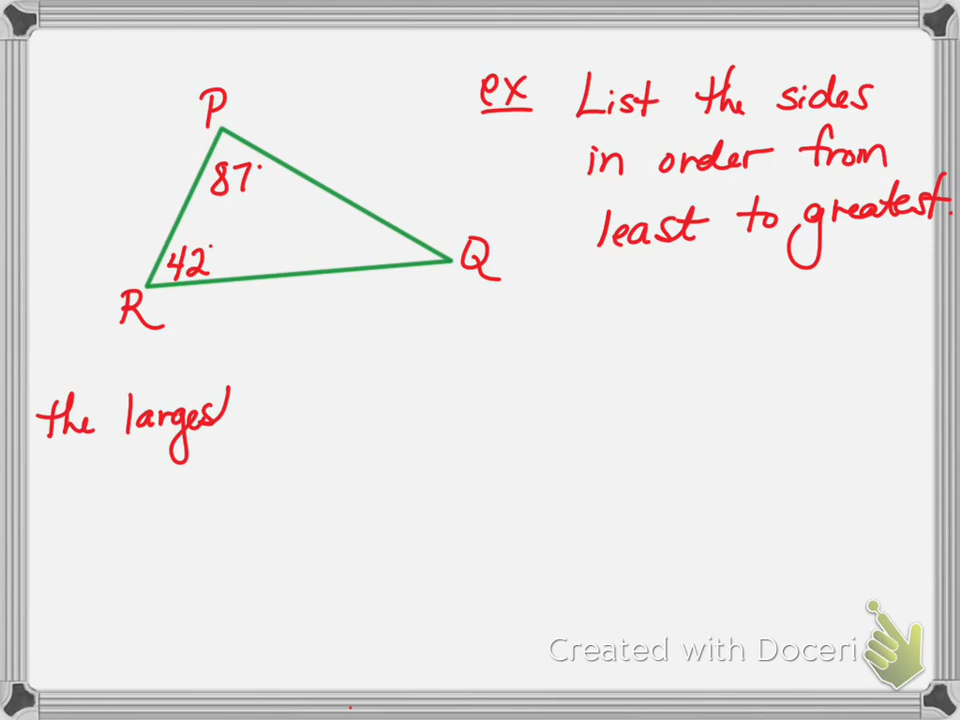 P
87°
42°
R
Q
ex List the sides
in order from
least to greatest.
the larges
Created with Doceri